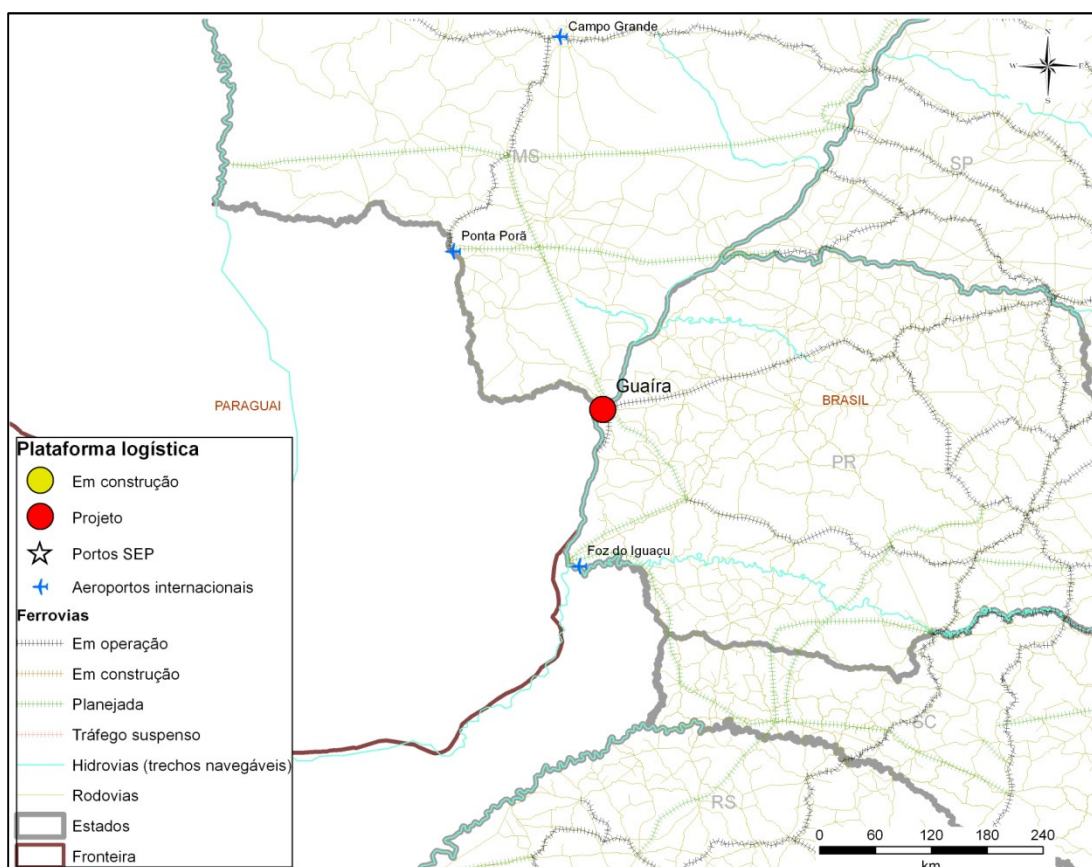 Campo Grande
N
W
E
S
MS
SP
Ponta Porã
Guaíra
PARAGUAI
BRASIL
PR
Foz do Iguaçu
SC
RS
Plataforma logística
Em construção
Projeto
Portos SEP
Aeroportos internacionais
Ferrovias
Em operação
Em construção
Planejada
Tráfego suspenso
Hidrovias (trechos navegáveis)
Rodovias
Estados
Fronteira
0 60 120 180 240
km